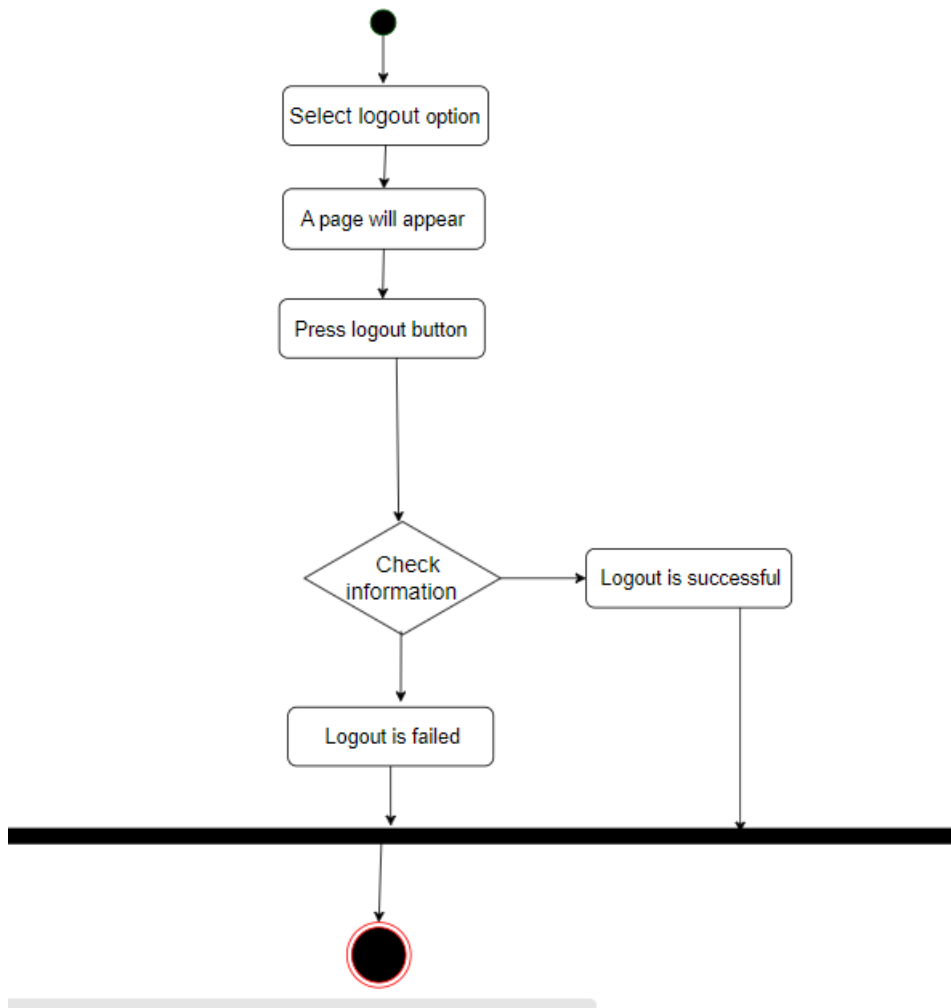 Select logout option
A page will appear
Press logout button
Check
information
Logout is successful
Logout is failed